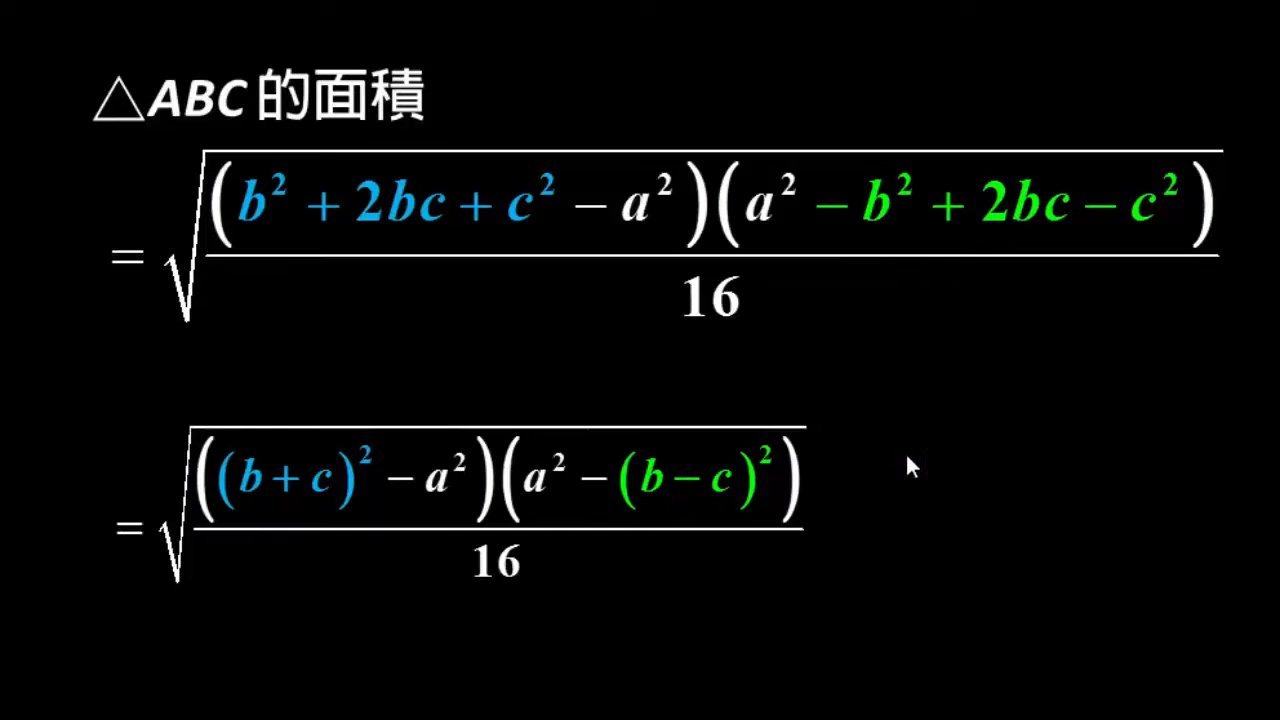 △ABC的面積
= √((b² + 2bc + c² − a²)(a² − b² + 2bc − c²) / 16)
= √(((b + c)² − a²)(a² − (b − c)²) / 16)